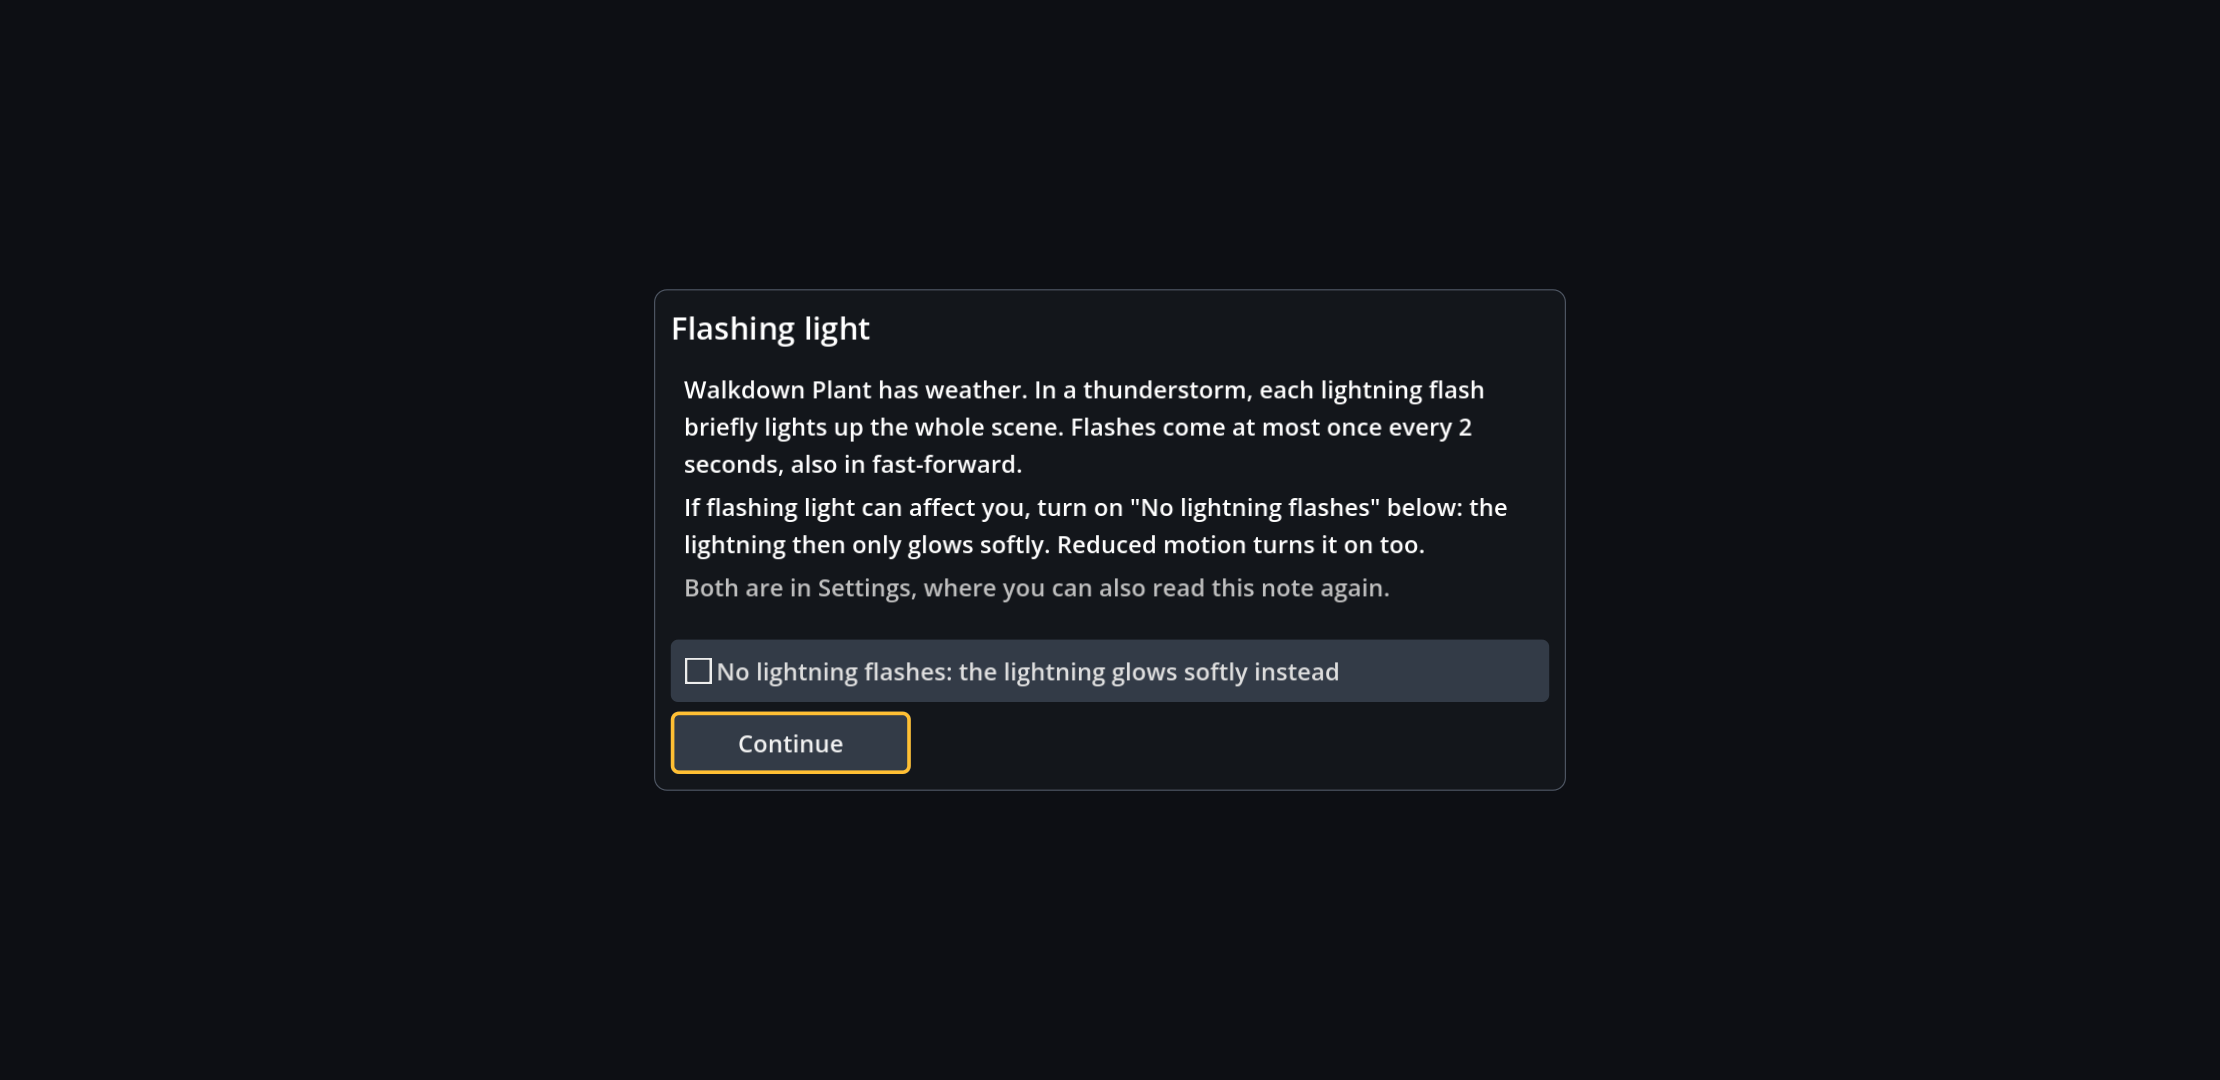 Flashing light
Walkdown Plant has weather. In a thunderstorm, each lightning flash
briefly lights up the whole scene. Flashes come at most once every 2
seconds, also in fast-forward.
If flashing light can affect you, turn on "No lightning flashes" below: the
lightning then only glows softly. Reduced motion turns it on too.
Both are in Settings, where you can also read this note again.
No lightning flashes: the lightning glows softly instead
Continue